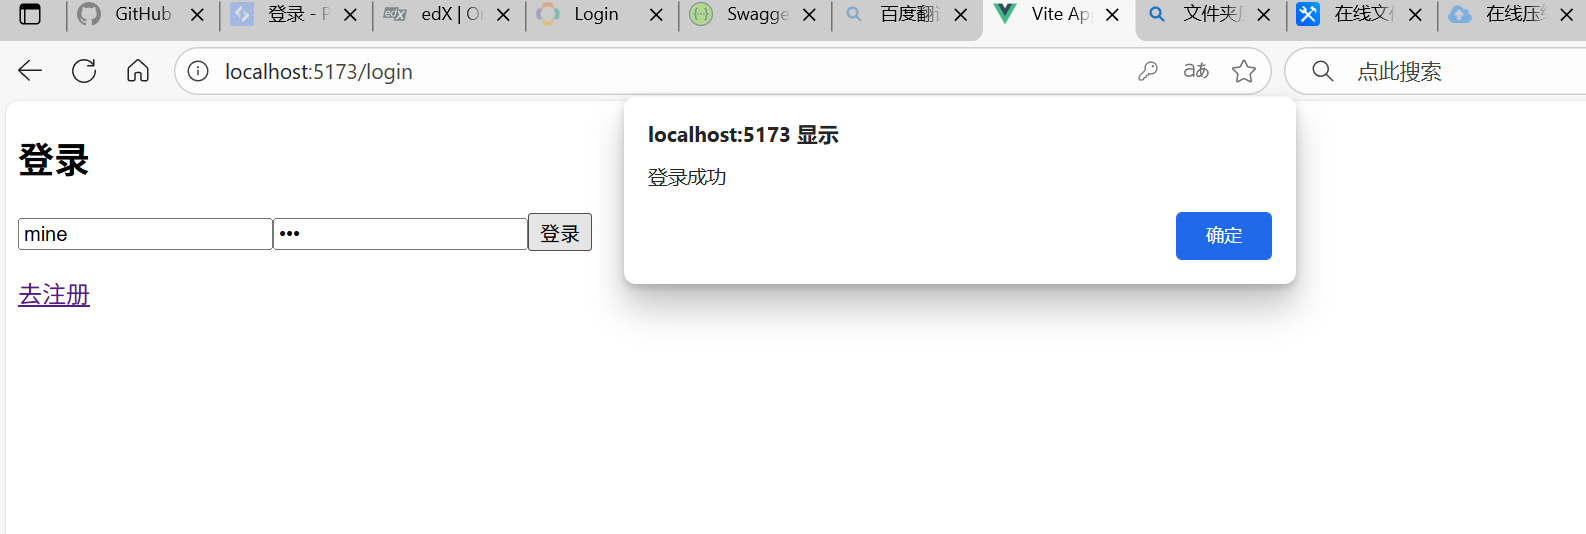 GitHub 登录 - P edX | O Login Swagge 百度翻 Vite Ap 文件夹 在线文 在线压
localhost:5173/login aあ 点此搜索
localhost:5173 显示
登录成功
确定
登录
mine ••• 登录
去注册